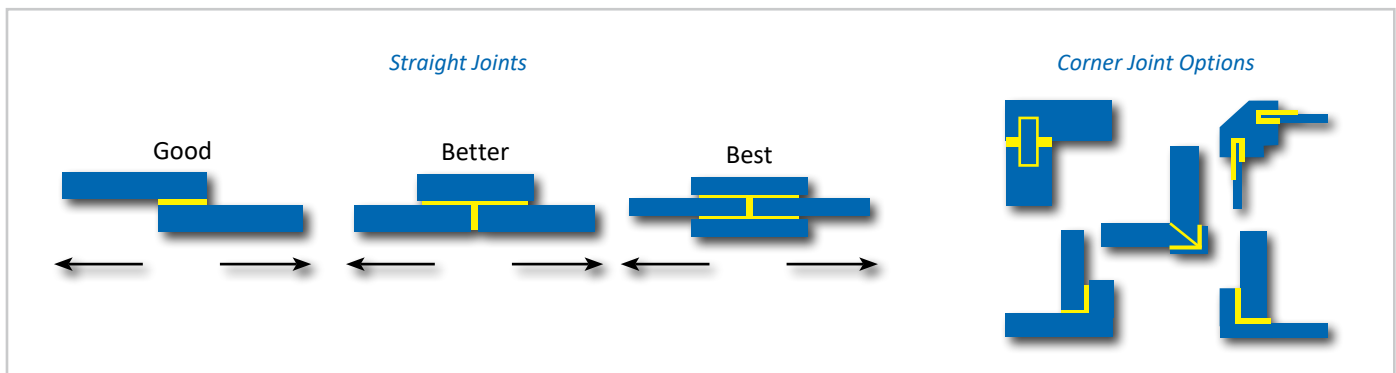 Straight Joints
Corner Joint Options
Good
Better
Best